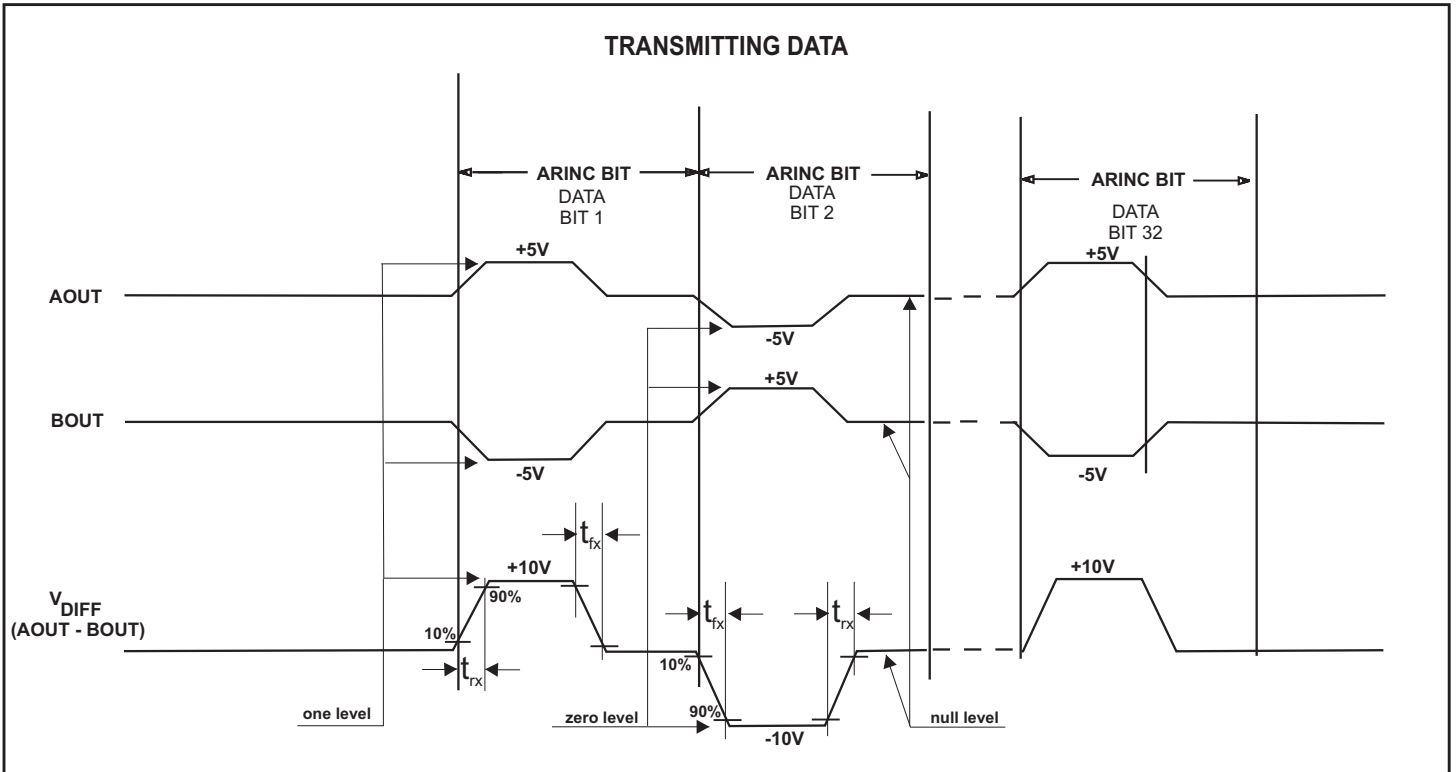 TRANSMITTING DATA
ARINC BIT
DATA
BIT 1
ARINC BIT
DATA
BIT 2
ARINC BIT
DATA
BIT 32
AOUT
+5V
-5V
+5V
BOUT
-5V
+5V
-5V
VDIFF
(AOUT - BOUT)
+10V
90%
10%
trx
tfx
10%
90%
tfx
trx
-10V
+10V
one level
zero level
null level